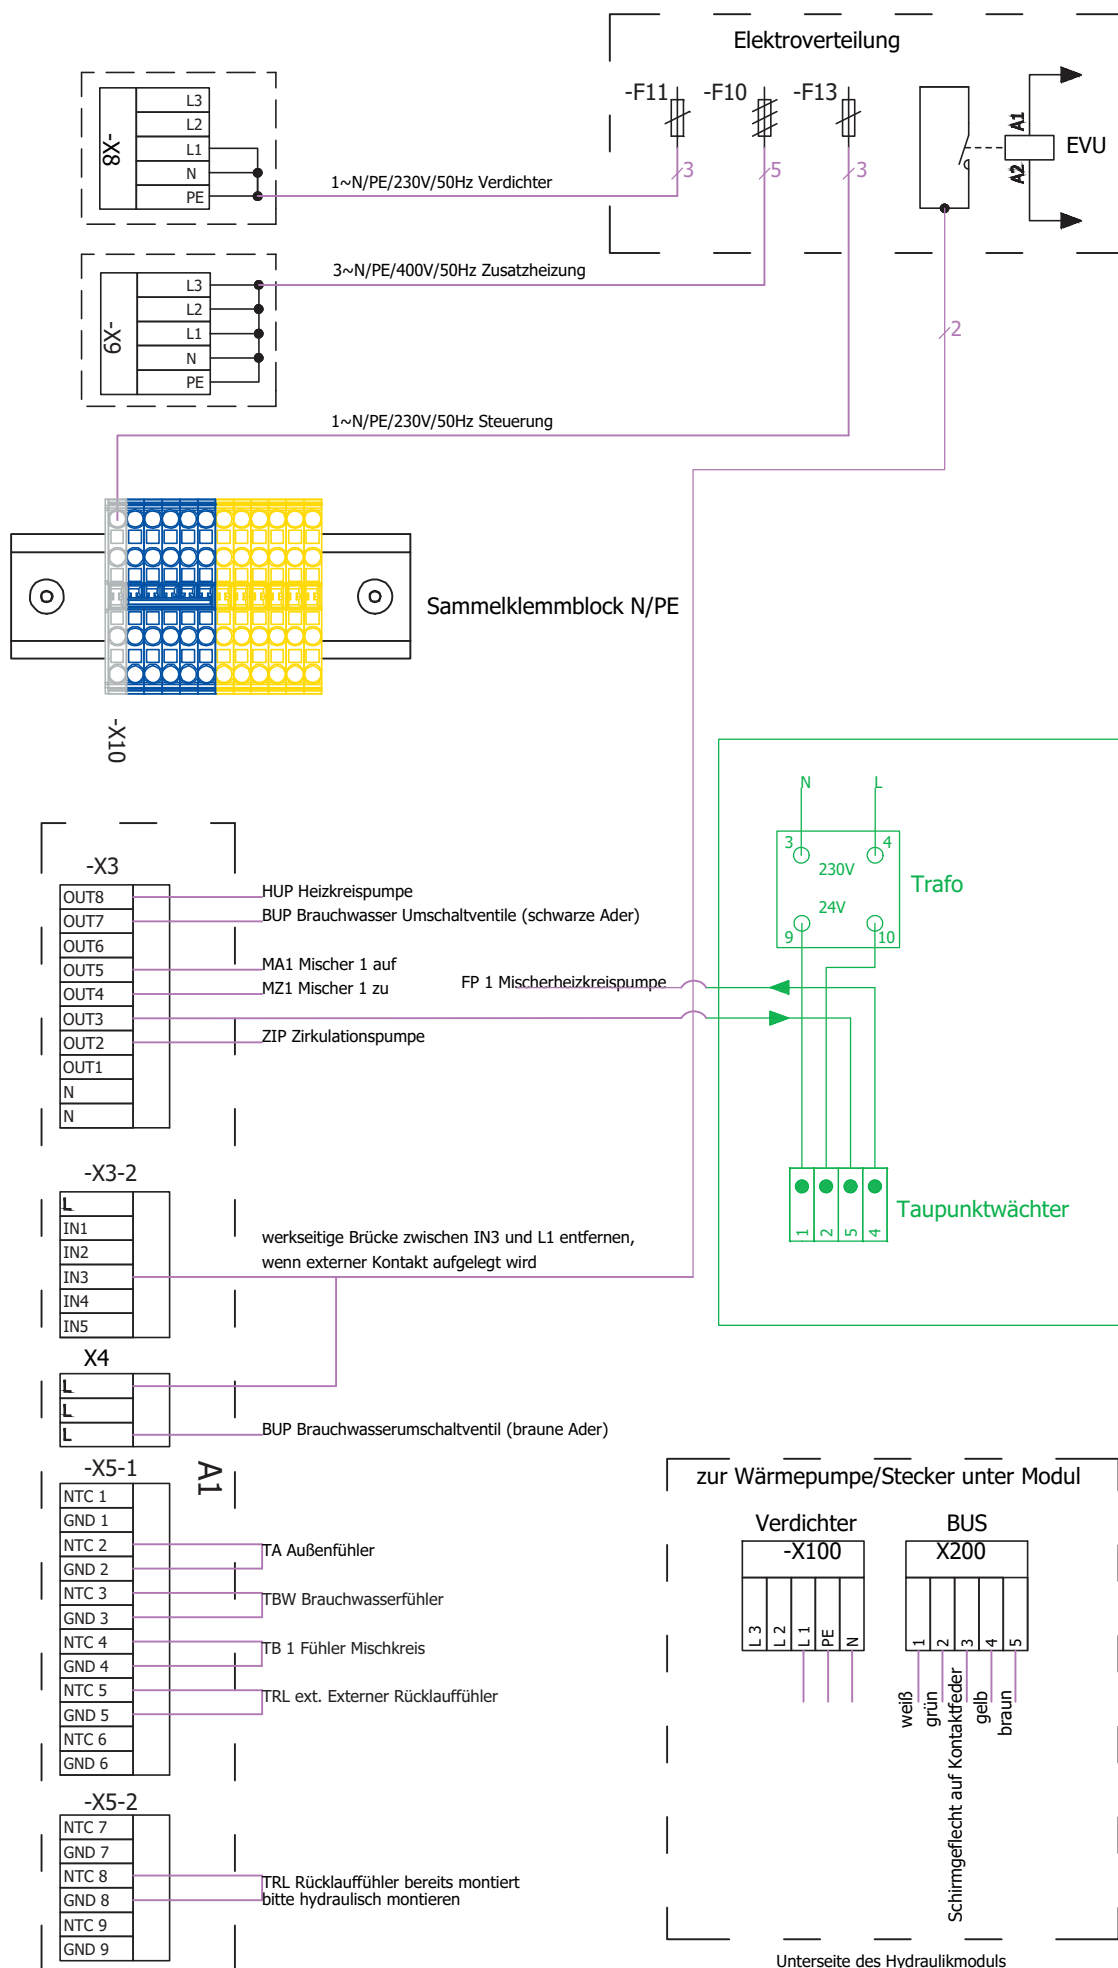 Elektroverteilung
-F11
-F10
-F13
A1
A2
EVU
3
5
3
2
-X8
L3
L2
L1
N
PE
1~N/PE/230V/50Hz Verdichter
-X9
L3
L2
L1
N
PE
3~N/PE/400V/50Hz Zusatzheizung
1~N/PE/230V/50Hz Steuerung
Sammelklemmblock N/PE
-X10
N
L
3
4
230V
24V
9
10
Trafo
-X3
OUT8
OUT7
OUT6
OUT5
OUT4
OUT3
OUT2
OUT1
N
N
HUP Heizkreispumpe
BUP Brauchwasser Umschaltventile (schwarze Ader)
MA1 Mischer 1 auf
MZ1 Mischer 1 zu
FP 1 Mischerheizkreispumpe
ZIP Zirkulationspumpe
1
2
5
4
Taupunktwächter
-X3-2
L
IN1
IN2
IN3
IN4
IN5
werkseitige Brücke zwischen IN3 und L1 entfernen,
wenn externer Kontakt aufgelegt wird
X4
L
L
L
BUP Brauchwasserumschaltventil (braune Ader)
A1
-X5-1
NTC 1
GND 1
NTC 2
GND 2
NTC 3
GND 3
NTC 4
GND 4
NTC 5
GND 5
NTC 6
GND 6
TA Außenfühler
TBW Brauchwasserfühler
TB 1 Fühler Mischkreis
TRL ext. Externer Rücklauffühler
-X5-2
NTC 7
GND 7
NTC 8
GND 8
NTC 9
GND 9
TRL Rücklauffühler bereits montiert
bitte hydraulisch montieren
zur Wärmepumpe/Stecker unter Modul
Verdichter
-X100
L 3
L 2
L 1
PE
N
BUS
X200
1
2
3
4
5
weiß
grün
Schirmgeflecht auf Kontaktfeder
gelb
braun
Unterseite des Hydraulikmoduls